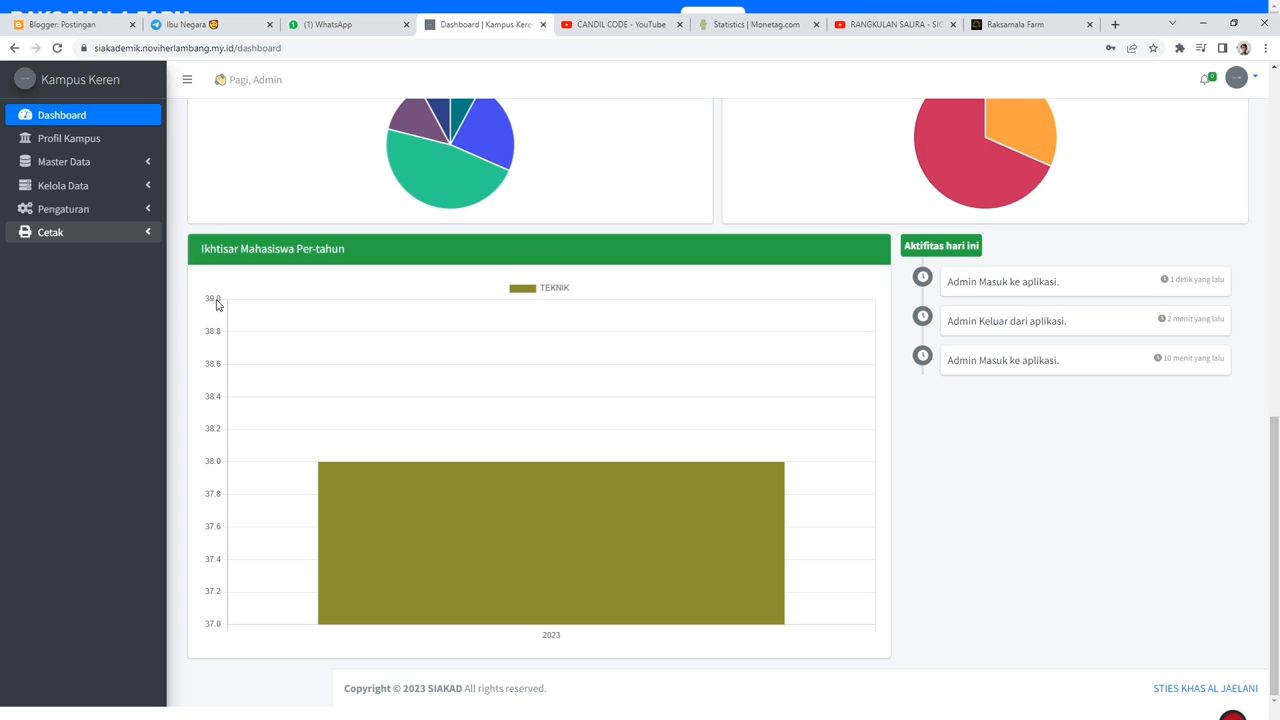 Blogger: Postingan
Ibu Negara
(1) WhatsApp
Dashboard | Kampus Keren
CANDIL CODE - YouTube
Statistics | Monetag.com
RANGKULAN SALIRA - SIG
Raksamala Farm
siakademik.noviherlambang.my.id/dashboard
Kampus Keren
Pagi, Admin
0
Dashboard
Profil Kampus
Master Data
Kelola Data
Pengaturan
Cetak
Ikhtisar Mahasiswa Per-tahun
TEKNIK
39.0
38.8
38.6
38.4
38.2
38.0
37.8
37.6
37.4
37.2
37.0
2023
Aktifitas hari ini
Admin Masuk ke aplikasi. 1 detik yang lalu
Admin Keluar dari aplikasi. 2 menit yang lalu
Admin Masuk ke aplikasi. 10 menit yang lalu
Copyright © 2023 SIAKAD All rights reserved.
STIES KHAS AL JAELANI